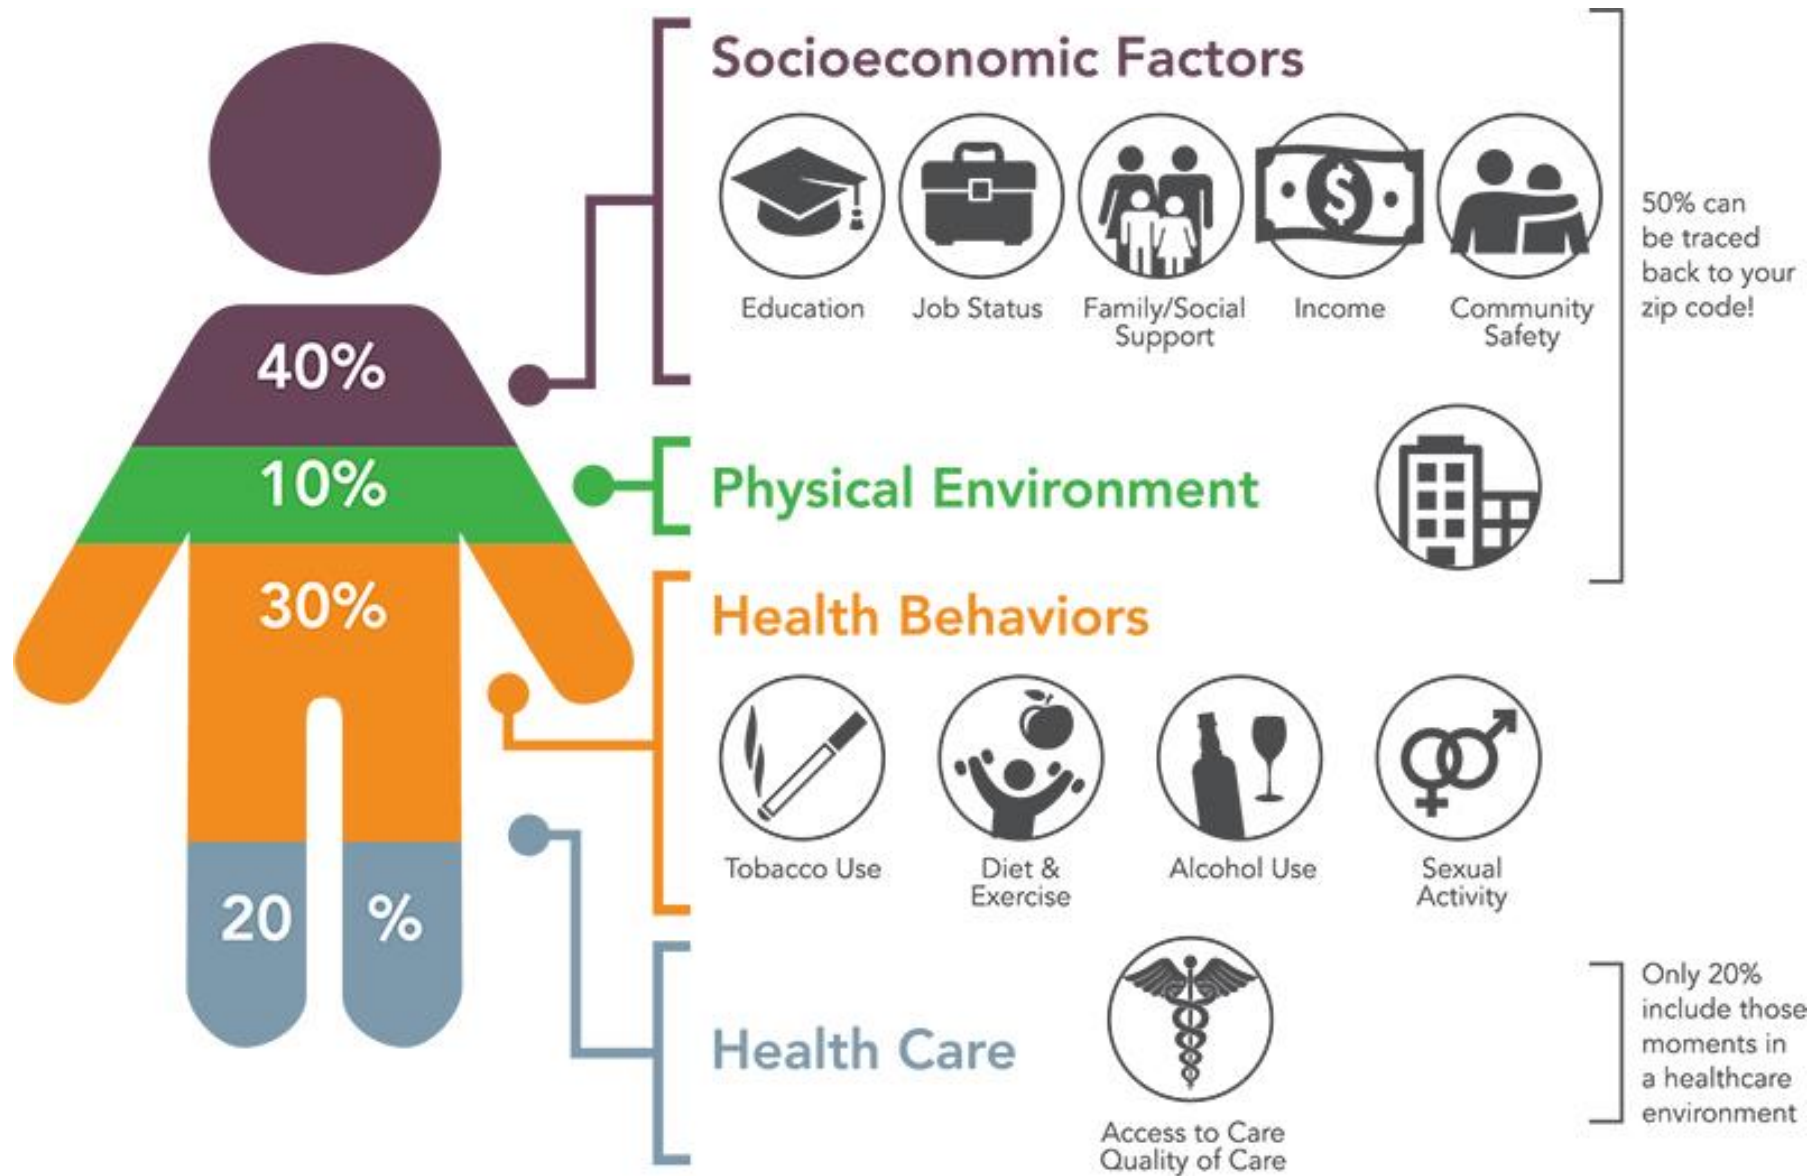 Socioeconomic Factors
Education
Job Status
Family/Social
Support
Income
Community
Safety
50% can
be traced
back to your
zip code!
40%
10%
Physical Environment
30%
Health Behaviors
Tobacco Use
Diet &
Exercise
Alcohol Use
Sexual
Activity
20 %
Health Care
Access to Care
Quality of Care
Only 20%
include those
moments in
a healthcare
environment